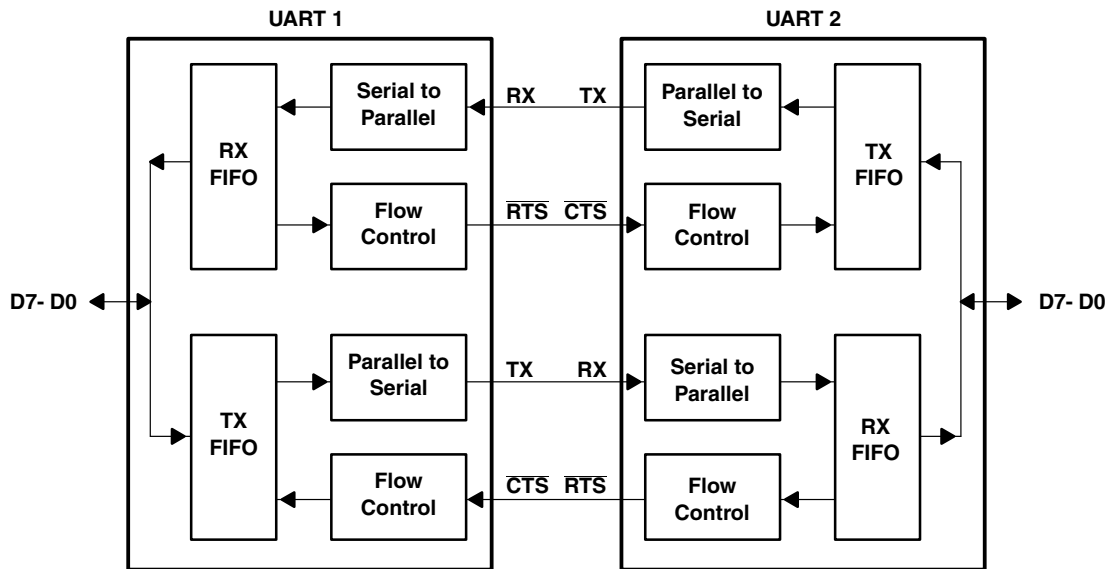 UART 1
UART 2
Serial to
Parallel
RX
TX
Parallel to
Serial
RX
FIFO
TX
FIFO
Flow
Control
RTS
CTS
Flow
Control
D7- D0
D7- D0
Parallel to
Serial
TX
RX
Serial to
Parallel
TX
FIFO
RX
FIFO
Flow
Control
CTS
RTS
Flow
Control